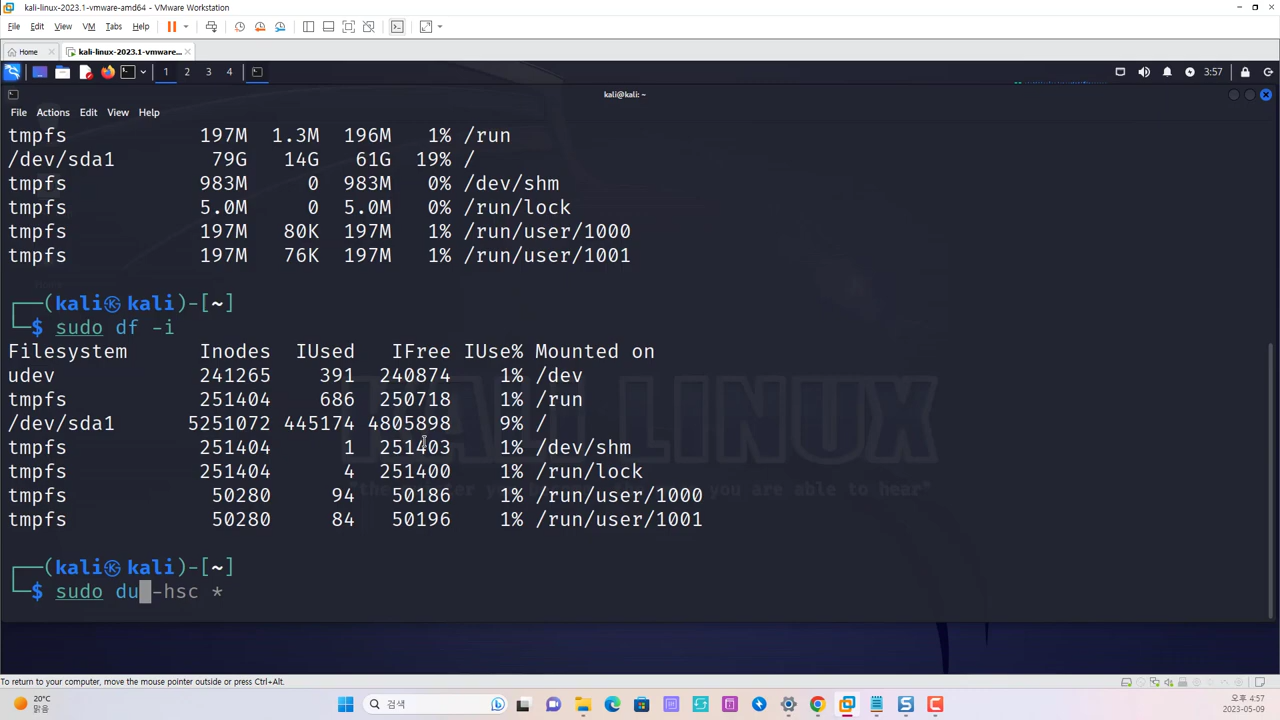 kali-linux-2023.1-vmware-amd64 - VMware Workstation
File Edit View VM Tabs Help
Home kali-linux-2023.1-vmware...
1 2 3 4 3:57
kali@kali: ~
File Actions Edit View Help
tmpfs 197M 1.3M 196M 1% /run
/dev/sda1 79G 14G 61G 19% /
tmpfs 983M 0 983M 0% /dev/shm
tmpfs 5.0M 0 5.0M 0% /run/lock
tmpfs 197M 80K 197M 1% /run/user/1000
tmpfs 197M 76K 197M 1% /run/user/1001
┌──(kali㉿kali)-[~]
└─$ sudo df -i
Filesystem Inodes IUsed IFree IUse% Mounted on
udev 241265 391 240874 1% /dev
tmpfs 251404 686 250718 1% /run
/dev/sda1 5251072 445174 4805898 9% /
tmpfs 251404 1 251403 1% /dev/shm
tmpfs 251404 4 251400 1% /run/lock
tmpfs 50280 94 50186 1% /run/user/1000
tmpfs 50280 84 50196 1% /run/user/1001
KALI LINUX
┌──(kali㉿kali)-[~]
└─$ sudo du -hsc *
To return to your computer, move the mouse pointer outside or press Ctrl+Alt.
20°C
맑음
검색
오후 4:57
2023-05-09